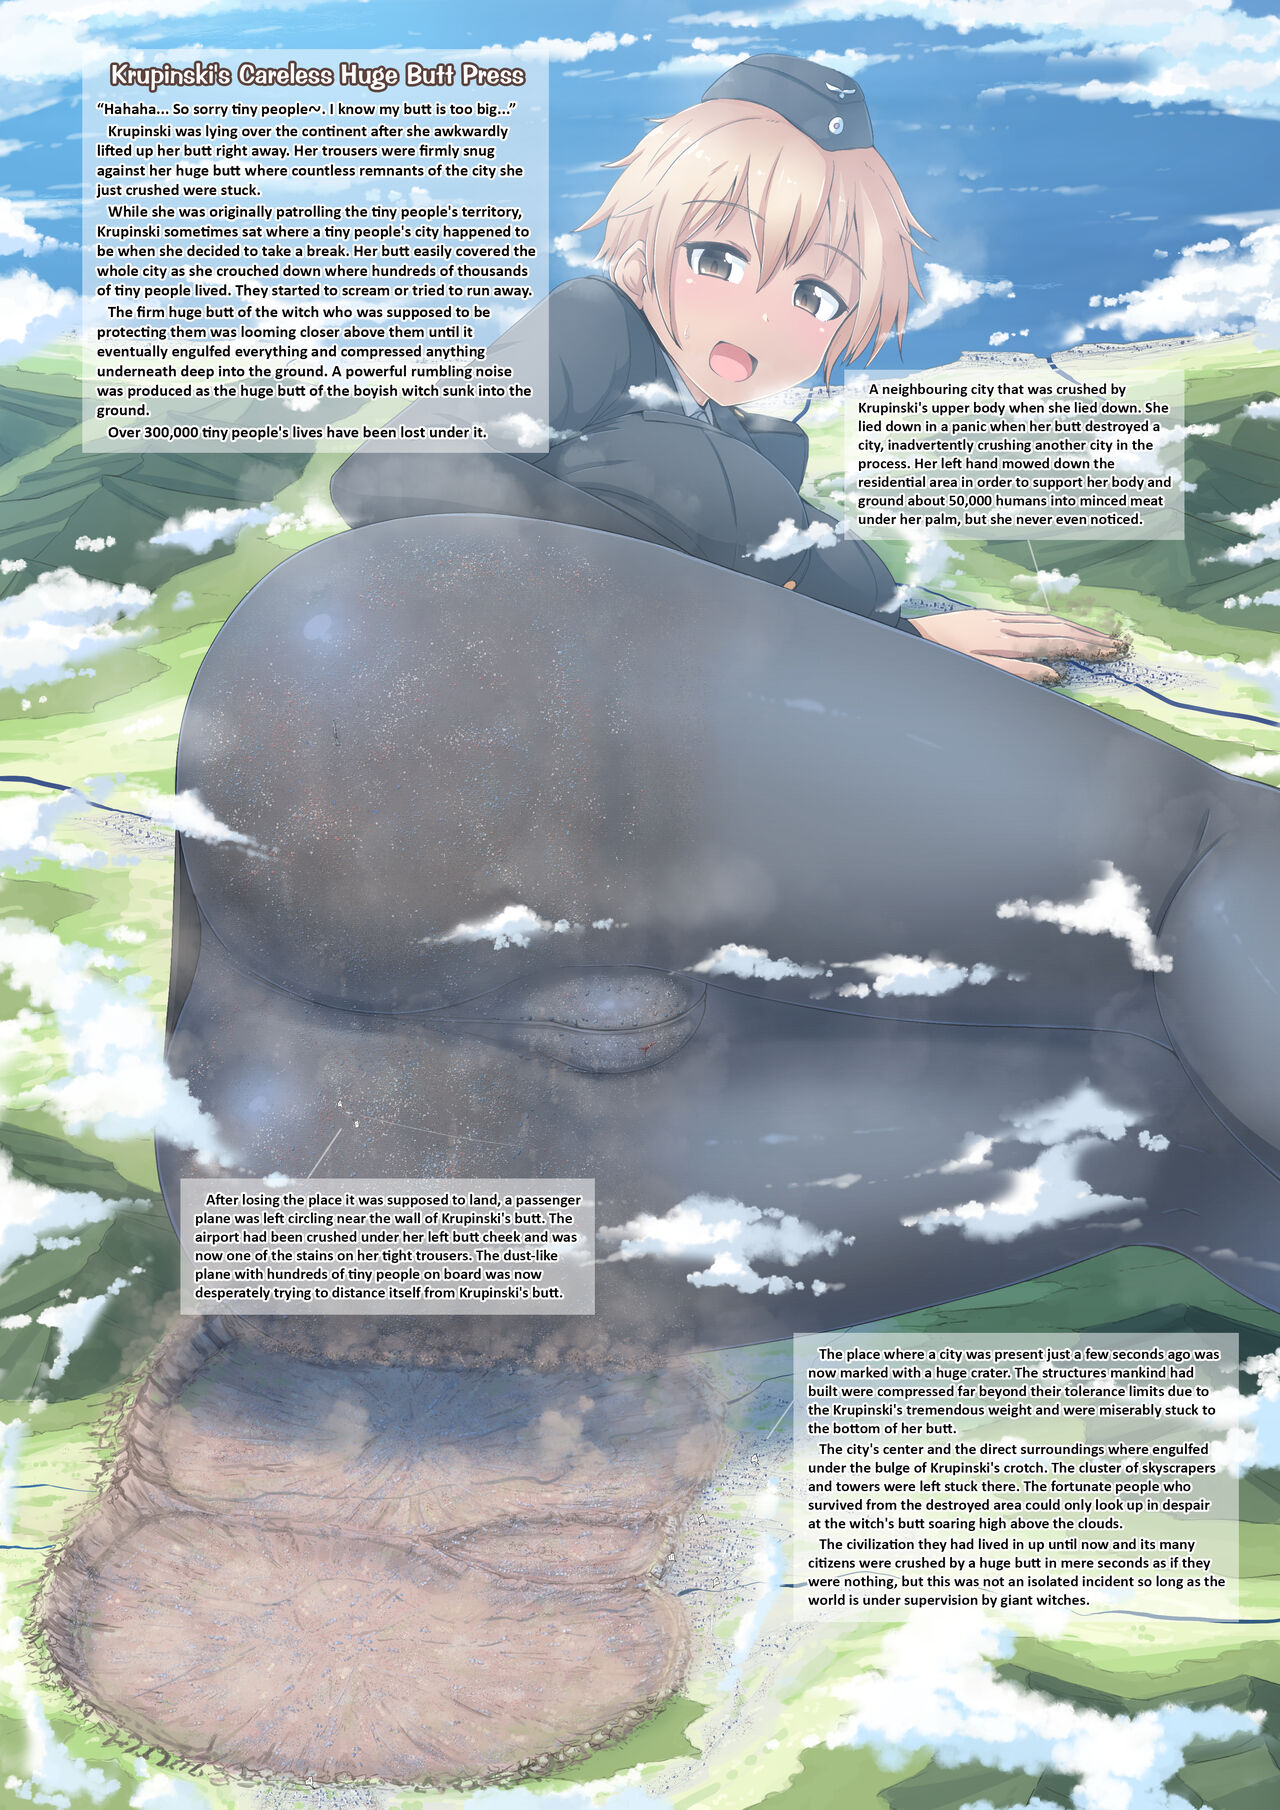 Krupinski's Careless Huge Butt Press
“Hahaha... So sorry tiny people~. I know my butt is too big...”
Krupinski was lying over the continent after she awkwardly
lifted up her butt right away. Her trousers were firmly snug
against her huge butt where countless remnants of the city she
just crushed were stuck.
While she was originally patrolling the tiny people's territory,
Krupinski sometimes sat where a tiny people's city happened to
be when she decided to take a break. Her butt easily covered the
whole city as she crouched down where hundreds of thousands
of tiny people lived. They started to scream or tried to run away.
The firm huge butt of the witch who was supposed to be
protecting them was looming closer above them until it
eventually engulfed everything and compressed anything
underneath deep into the ground. A powerful rumbling noise
was produced as the huge butt of the boyish witch sunk into the
ground.
Over 300,000 tiny people's lives have been lost under it.
A neighbouring city that was crushed by
Krupinski's upper body when she lied down. She
lied down in a panic when her butt destroyed a
city, inadvertently crushing another city in the
process. Her left hand mowed down the
residential area in order to support her body and
ground about 50,000 humans into minced meat
under her palm, but she never even noticed.
After losing the place it was supposed to land, a passenger
plane was left circling near the wall of Krupinski's butt. The
airport had been crushed under her left butt cheek and was
now one of the stains on her tight trousers. The dust-like
plane with hundreds of tiny people on board was now
desperately trying to distance itself from Krupinski's butt.
The place where a city was present just a few seconds ago was
now marked with a huge crater. The structures mankind had
built were compressed far beyond their tolerance limits due to
the Krupinski's tremendous weight and were miserably stuck to
the bottom of her butt.
The city's center and the direct surroundings where engulfed
under the bulge of Krupinski's crotch. The cluster of skyscrapers
and towers were left stuck there. The fortunate people who
survived from the destroyed area could only look up in despair
at the witch's butt soaring high above the clouds.
The civilization they had lived in up until now and its many
citizens were crushed by a huge butt in mere seconds as if they
were nothing, but this was not an isolated incident so long as the
world is under supervision by giant witches.